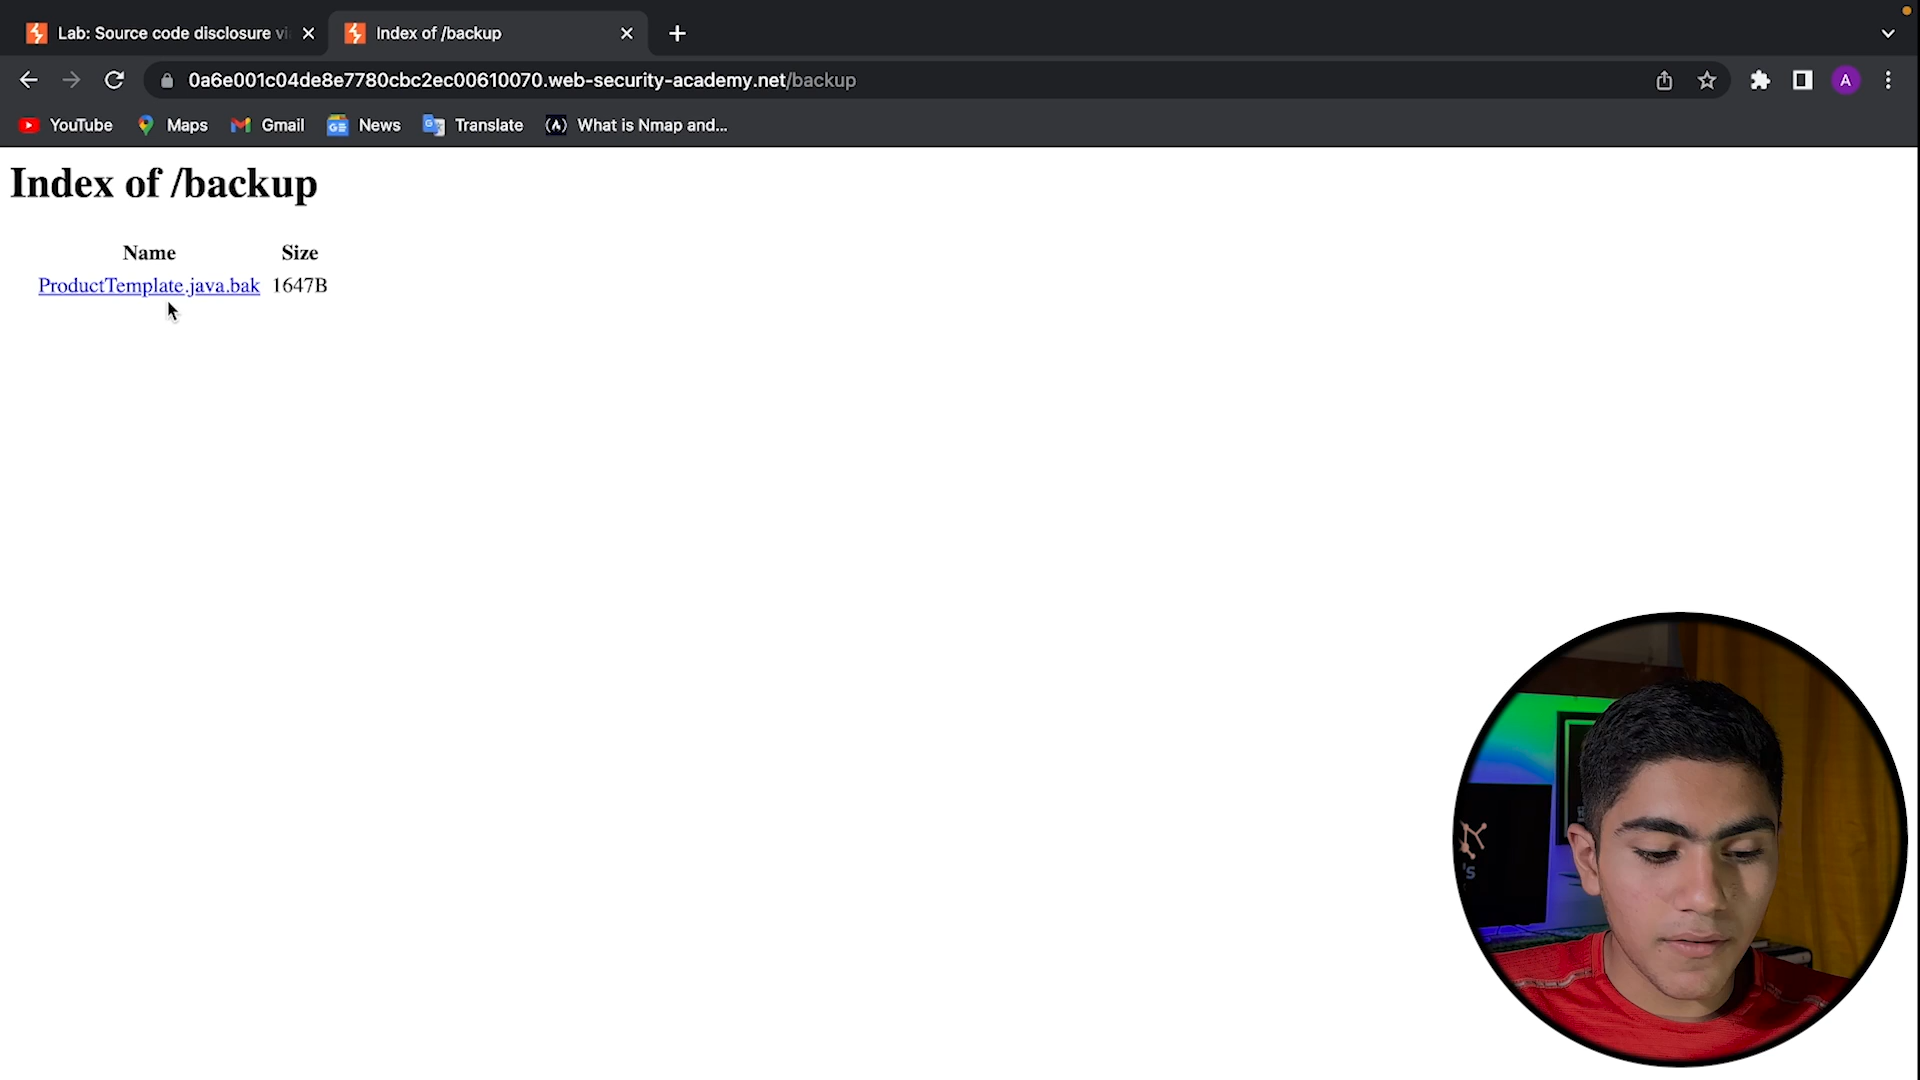 Lab: Source code disclosure vi
Index of /backup
0a6e001c04de8e7780cbc2ec00610070.web-security-academy.net/backup
A
YouTube
Maps
Gmail
News
Translate
What is Nmap and...
Index of /backup
Name Size
ProductTemplate.java.bak 1647B
's